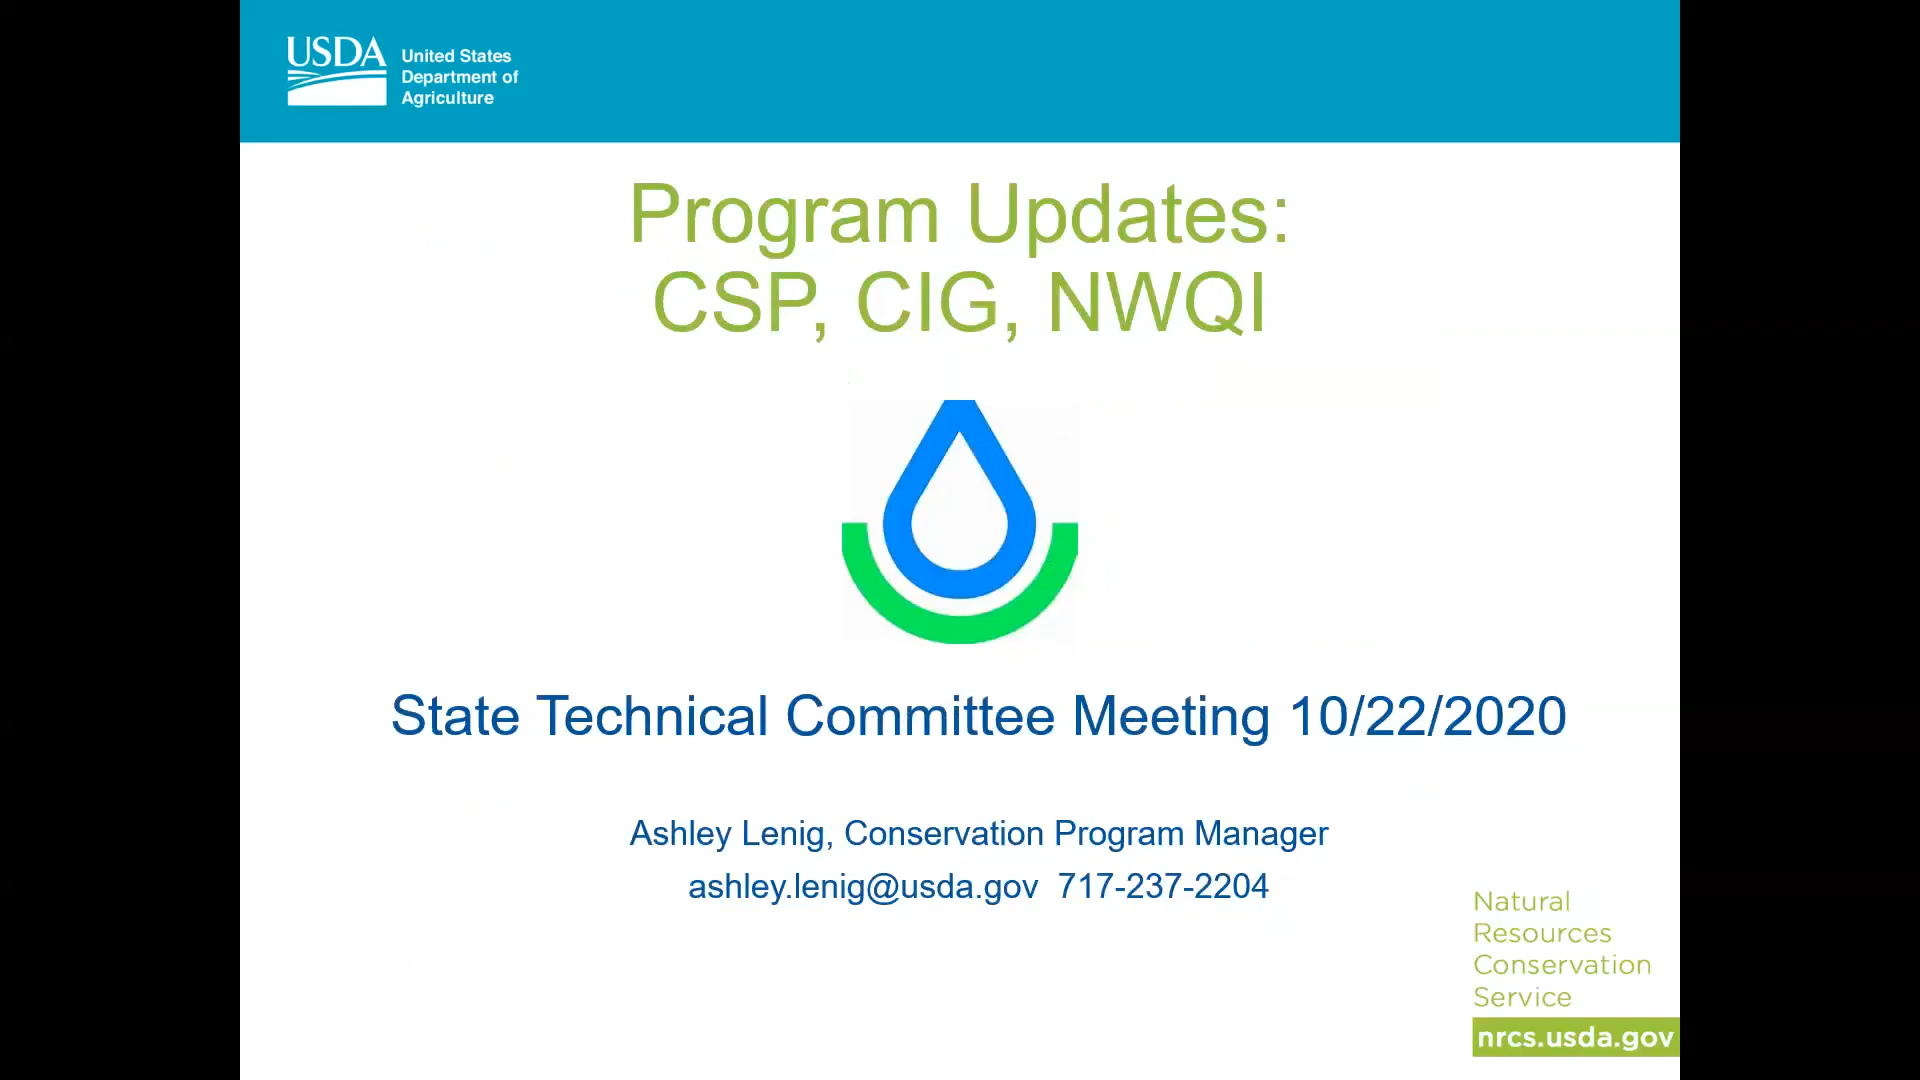 USDA
United States
Department of
Agriculture
Program Updates:
CSP, CIG, NWQI
State Technical Committee Meeting 10/22/2020
Ashley Lenig, Conservation Program Manager
ashley.lenig@usda.gov 717-237-2204
Natural
Resources
Conservation
Service
nrcs.usda.gov